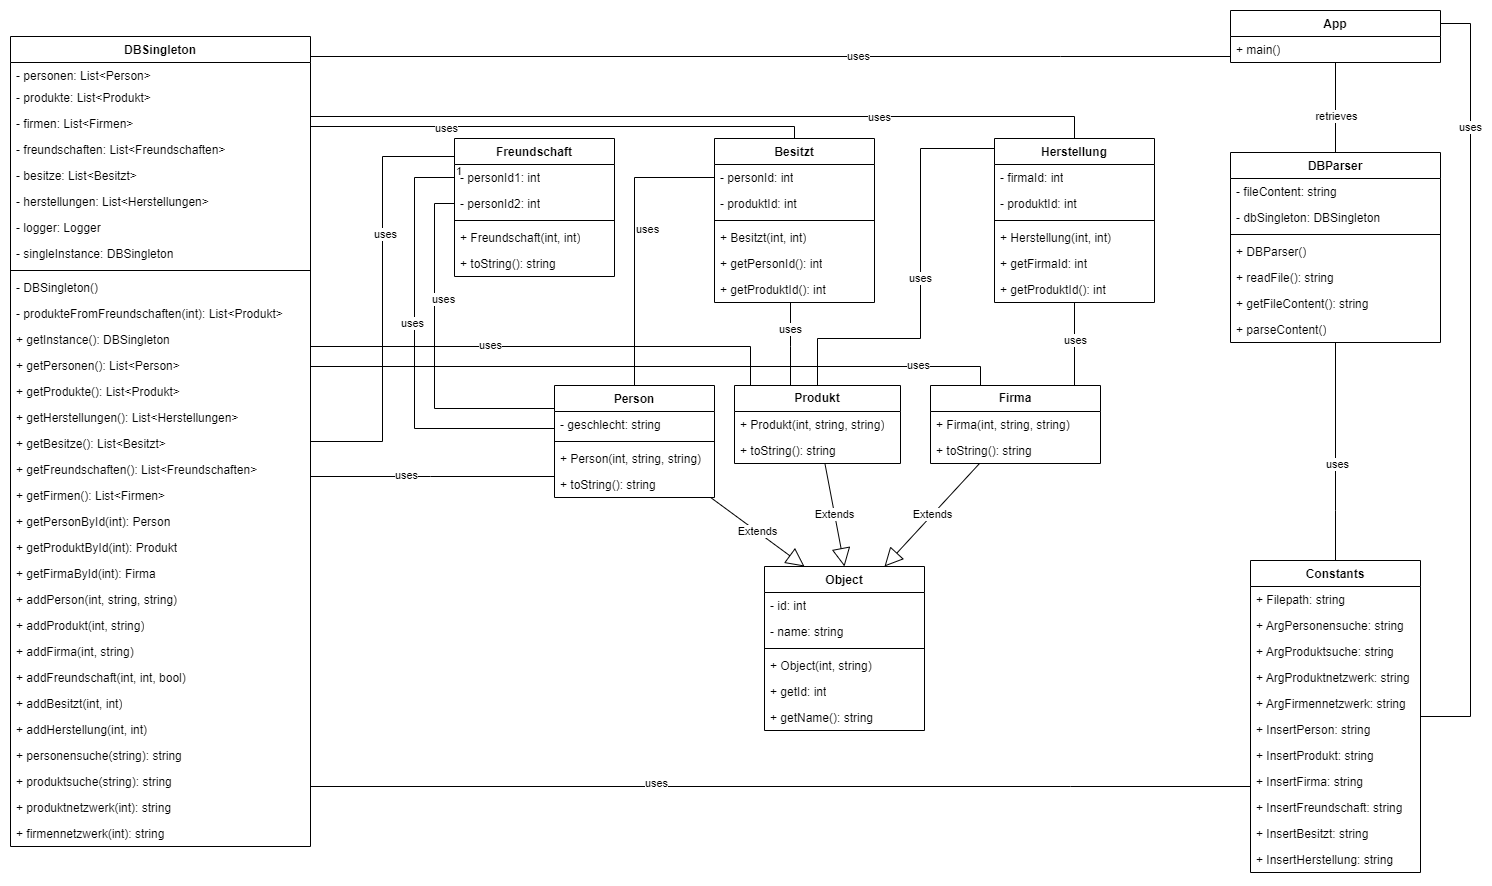 DBSingleton
- personen: List<Person>
- produkte: List<Produkt>
- firmen: List<Firmen>
- freundschaften: List<Freundschaften>
- besitze: List<Besitzt>
- herstellungen: List<Herstellungen>
- logger: Logger
- singleInstance: DBSingleton
- DBSingleton()
- produkteFromFreundschaften(int): List<Produkt>
+ getInstance(): DBSingleton
+ getPersonen(): List<Person>
+ getProdukte(): List<Produkt>
+ getHerstellungen(): List<Herstellungen>
+ getBesitze(): List<Besitzt>
+ getFreundschaften(): List<Freundschaften>
+ getFirmen(): List<Firmen>
+ getPersonById(int): Person
+ getProduktById(int): Produkt
+ getFirmaById(int): Firma
+ addPerson(int, string, string)
+ addProdukt(int, string)
+ addFirma(int, string)
+ addFreundschaft(int, int, bool)
+ addBesitzt(int, int)
+ addHerstellung(int, int)
+ personensuche(string): string
+ produktsuche(string): string
+ produktnetzwerk(int): string
+ firmennetzwerk(int): string
uses
uses
uses
uses
uses
uses
uses
uses
Freundschaft
1
- personId1: int
- personId2: int
+ Freundschaft(int, int)
+ toString(): string
uses
uses
Besitzt
- personId: int
- produktId: int
+ Besitzt(int, int)
+ getPersonId(): int
+ getProduktId(): int
uses
uses
Herstellung
- firmaId: int
- produktId: int
+ Herstellung(int, int)
+ getFirmaId: int
+ getProduktId(): int
uses
uses
Person
- geschlecht: string
+ Person(int, string, string)
+ toString(): string
Produkt
+ Produkt(int, string, string)
+ toString(): string
Firma
+ Firma(int, string, string)
+ toString(): string
Extends
Extends
Extends
Object
- id: int
- name: string
+ Object(int, string)
+ getId: int
+ getName(): string
App
+ main()
retrieves
uses
DBParser
- fileContent: string
- dbSingleton: DBSingleton
+ DBParser()
+ readFile(): string
+ getFileContent(): string
+ parseContent()
uses
Constants
+ Filepath: string
+ ArgPersonensuche: string
+ ArgProduktsuche: string
+ ArgProduktnetzwerk: string
+ ArgFirmennetzwerk: string
+ InsertPerson: string
+ InsertProdukt: string
+ InsertFirma: string
+ InsertFreundschaft: string
+ InsertBesitzt: string
+ InsertHerstellung: string